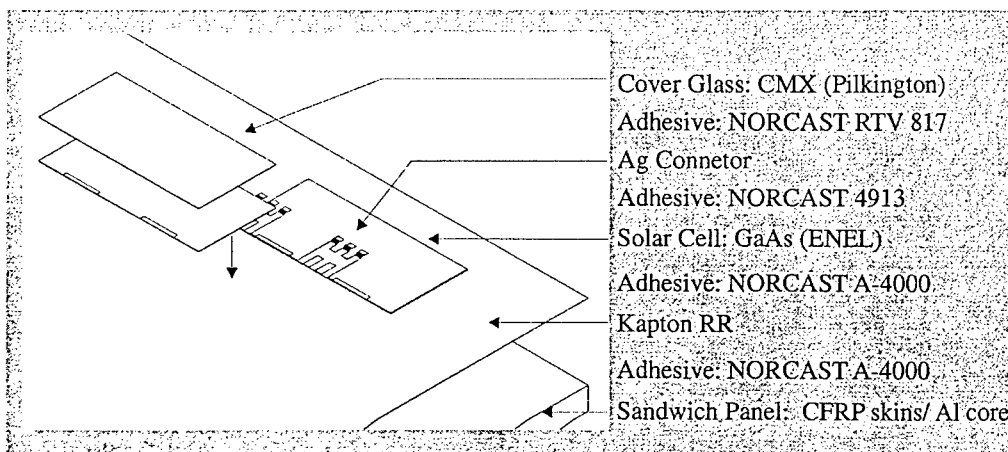 Cover Glass: CMX (Pilkington)
Adhesive: NORCAST RTV 817
Ag Connetor
Adhesive: NORCAST 4913
Solar Cell: GaAs (ENEL)
Adhesive: NORCAST A-4000
Kapton RR
Adhesive: NORCAST A-4000
Sandwich Panel: CFRP skins/ Al core